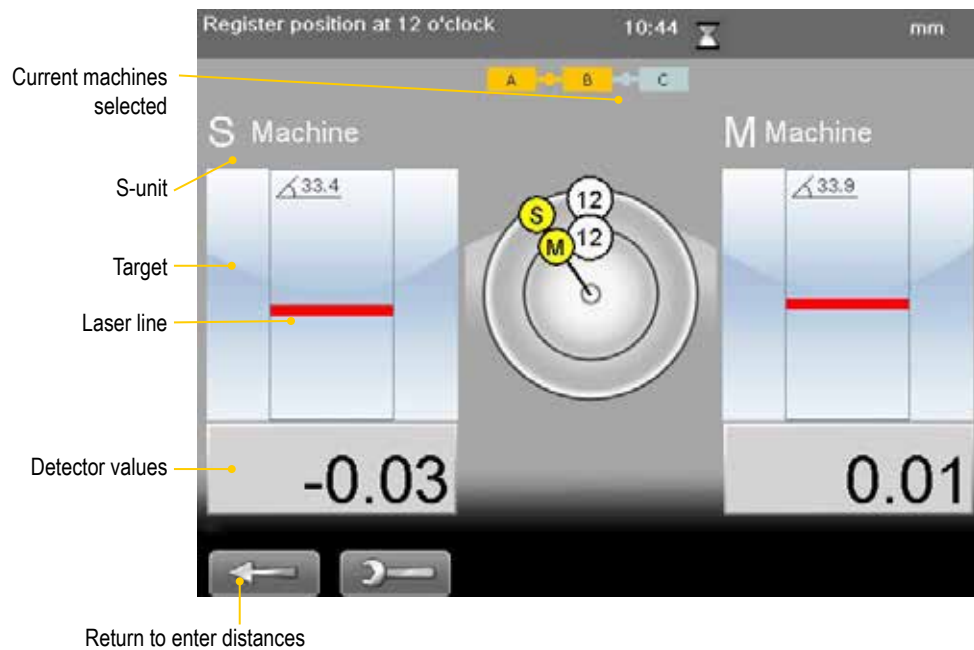 Register position at 12 o'clock 10:44 mm
Current machines
selected
A B C
S Machine M Machine
S-unit
33.4 33.9
12
S
12
M
Target
Laser line
Detector values
-0.03 0.01
Return to enter distances